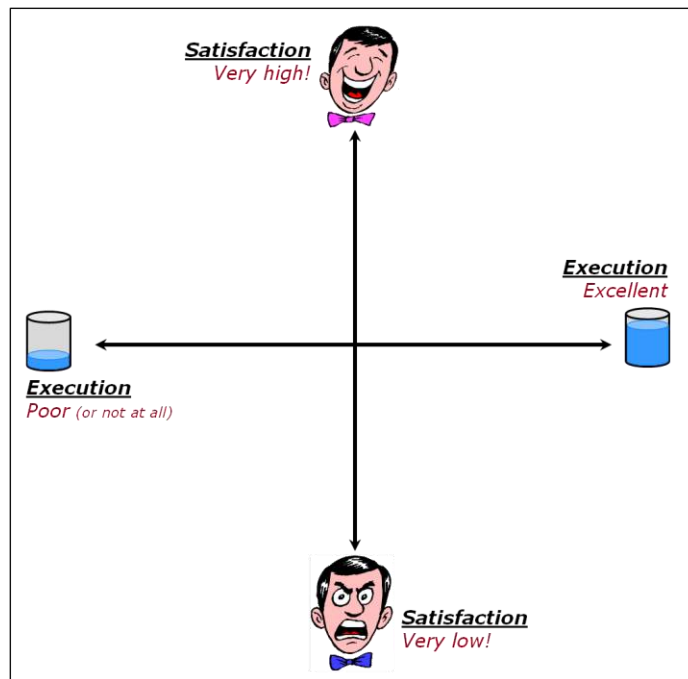 Satisfaction
Very high!
Execution
Excellent
Execution
Poor (or not at all)
Satisfaction
Very low!